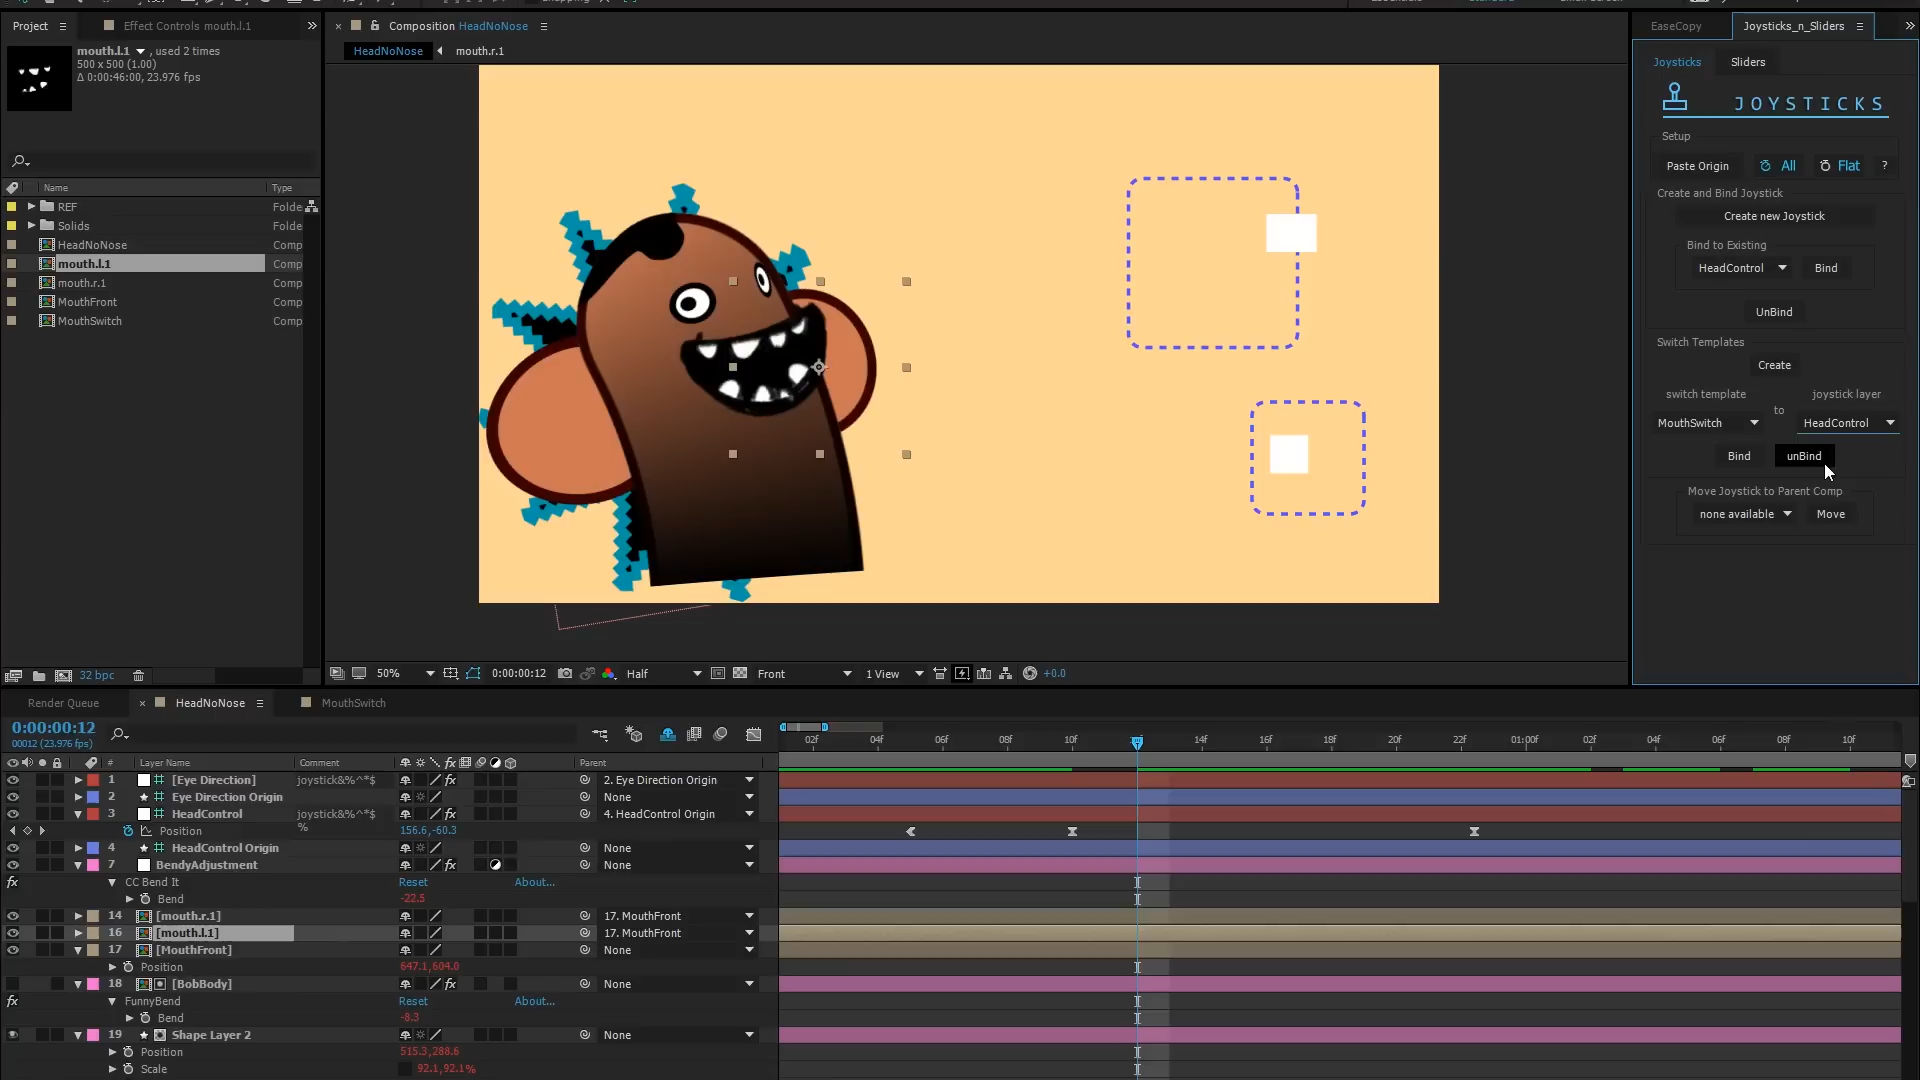 Project
Effect Controls mouth.l.1
mouth.l.1 , used 2 times
500 x 500 (1.00)
Δ 0:00:46:00, 23.976 fps
Name
Type
REF
Folde
Solids
Folde
HeadNoNose
Comp
mouth.l.1
Comp
mouth.r.1
Comp
MouthFront
Comp
MouthSwitch
Comp
32 bpc
Composition HeadNoNose
HeadNoNose
mouth.r.1
50%
0:00:00:12
Half
Front
1 View
+0.0
EaseCopy
Joysticks_n_Sliders
Joysticks
Sliders
JOYSTICKS
Setup
Paste Origin
All
Flat
?
Create and Bind Joystick
Create new Joystick
Bind to Existing
HeadControl
Bind
UnBind
Switch Templates
Create
switch template
joystick layer
to
MouthSwitch
HeadControl
Bind
unBind
Move Joystick to Parent Comp
none available
Move
Render Queue
HeadNoNose
MouthSwitch
0:00:00:12
00012 (23.976 fps)
02f 04f 06f 08f 10f 14f 16f 18f 20f 22f 01:00f 02f 04f 06f 08f 10f
# Layer Name Comment Parent
1 [Eye Direction] joystick&%^*$ 2. Eye Direction Origin
2 Eye Direction Origin None
3 HeadControl joystick&%^*$ 4. HeadControl Origin
% 
Position 156.6,-60.3
4 HeadControl Origin None
7 BendyAdjustment None
CC Bend It Reset About...
Bend -22.5
14 [mouth.r.1] 17. MouthFront
16 [mouth.l.1] 17. MouthFront
17 [MouthFront] None
Position 647.1,604.0
18 [BobBody] None
FunnyBend Reset About...
Bend -8.3
19 Shape Layer 2 None
Position 515.3,288.6
Scale 92.1,92.1%